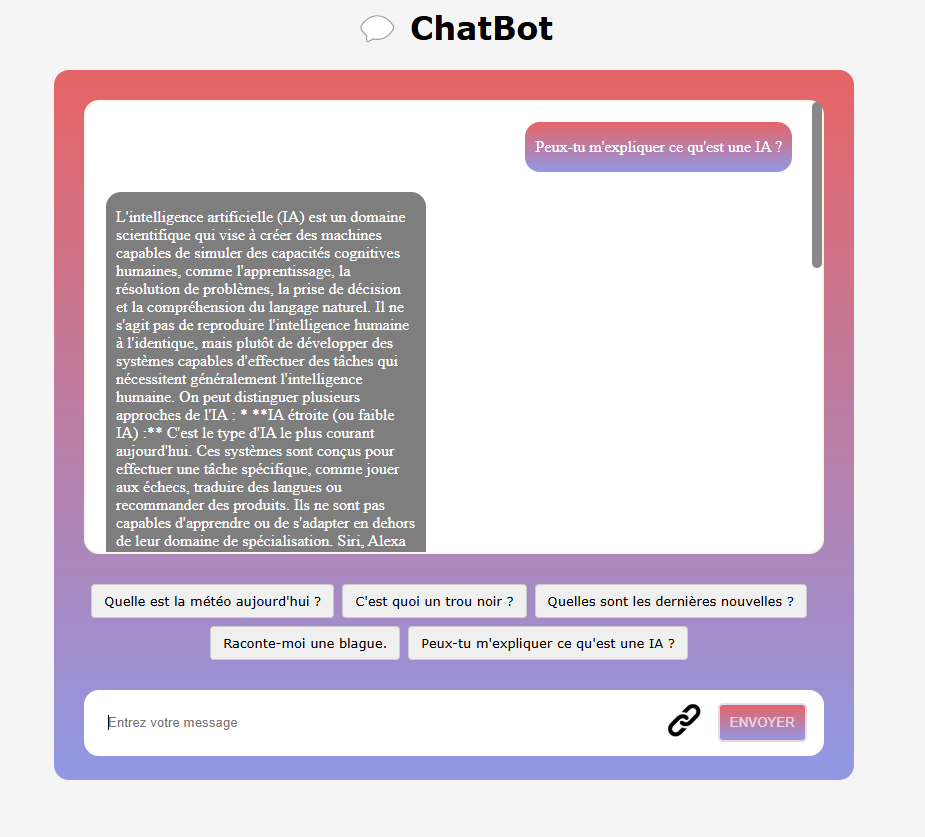 ChatBot
Peux-tu m'expliquer ce qu'est une IA ?
L'intelligence artificielle (IA) est un domaine
scientifique qui vise à créer des machines
capables de simuler des capacités cognitives
humaines, comme l'apprentissage, la
résolution de problèmes, la prise de décision
et la compréhension du langage naturel. Il ne
s'agit pas de reproduire l'intelligence humaine
à l'identique, mais plutôt de développer des
systèmes capables d'effectuer des tâches qui
nécessitent généralement l'intelligence
humaine. On peut distinguer plusieurs
approches de l'IA : * **IA étroite (ou faible
IA) :** C'est le type d'IA le plus courant
aujourd'hui. Ces systèmes sont conçus pour
effectuer une tâche spécifique, comme jouer
aux échecs, traduire des langues ou
recommander des produits. Ils ne sont pas
capables d'apprendre ou de s'adapter en dehors
de leur domaine de spécialisation. Siri, Alexa
Quelle est la météo aujourd'hui ?
C'est quoi un trou noir ?
Quelles sont les dernières nouvelles ?
Raconte-moi une blague.
Peux-tu m'expliquer ce qu'est une IA ?
Entrez votre message
ENVOYER